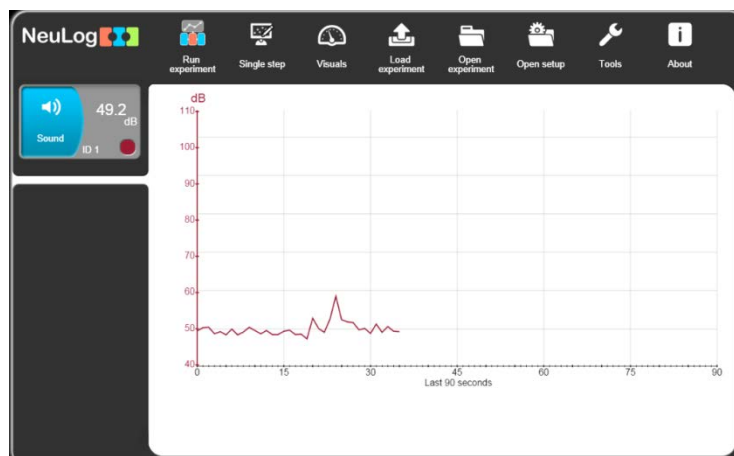 NeuLog
Run experiment
Single step
Visuals
Load experiment
Open experiment
Open setup
Tools
About
49.2
dB
Sound
ID 1
dB
110
100
90
80
70
60
50
40
0 15 30 45 60 75 90
Last 90 seconds